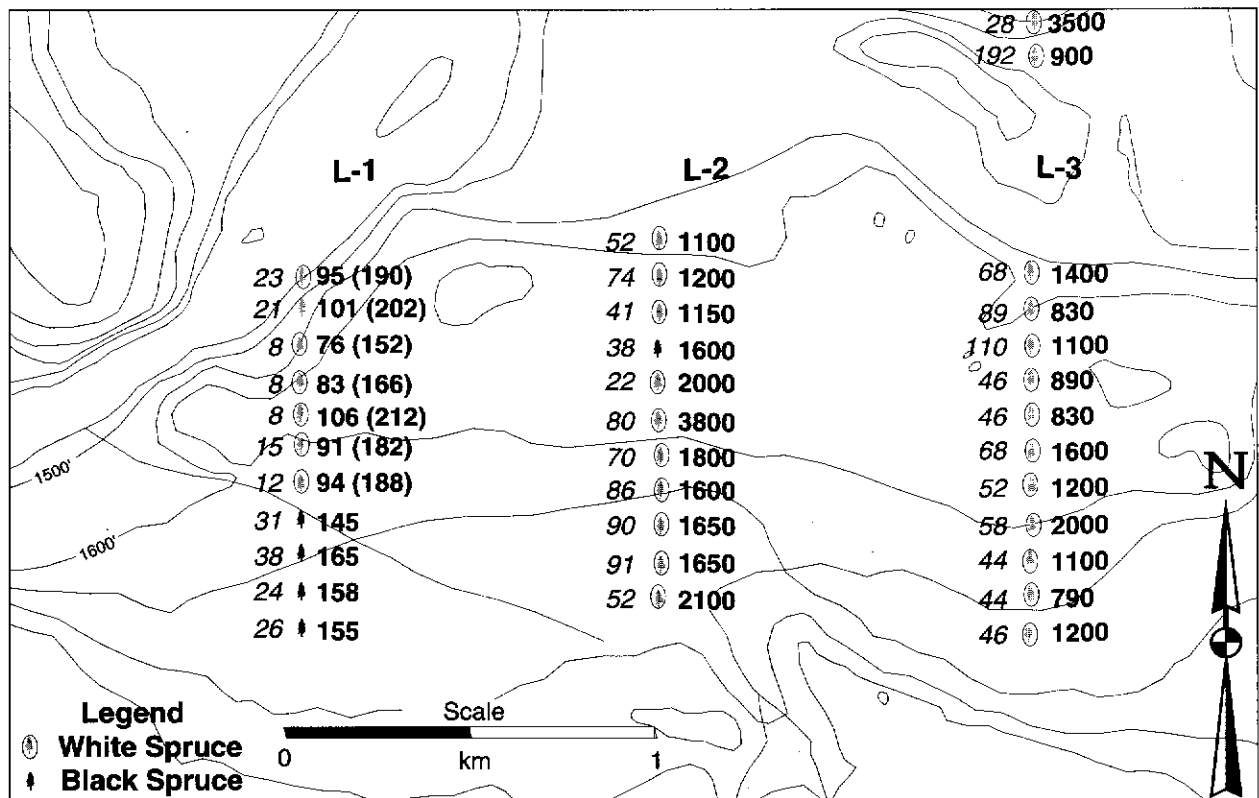 28 3500
192 900
L-1 L-2 L-3
52 1100
23 95 (190) 74 1200 68 1400
21 101 (202) 41 1150 89 830
8 76 (152) 38 1600 110 1100
8 83 (166) 22 2000 46 890
8 106 (212) 80 3800 46 830
15 91 (182) 70 1800 68 1600
N
1500'
12 94 (188) 86 1600 52 1200
31 145 90 1650 58 2000
1600'
38 165 91 1650 44 1100
24 158 52 2100 44 790
26 155 46 1200
Legend
White Spruce
Black Spruce
Scale
0 km 1